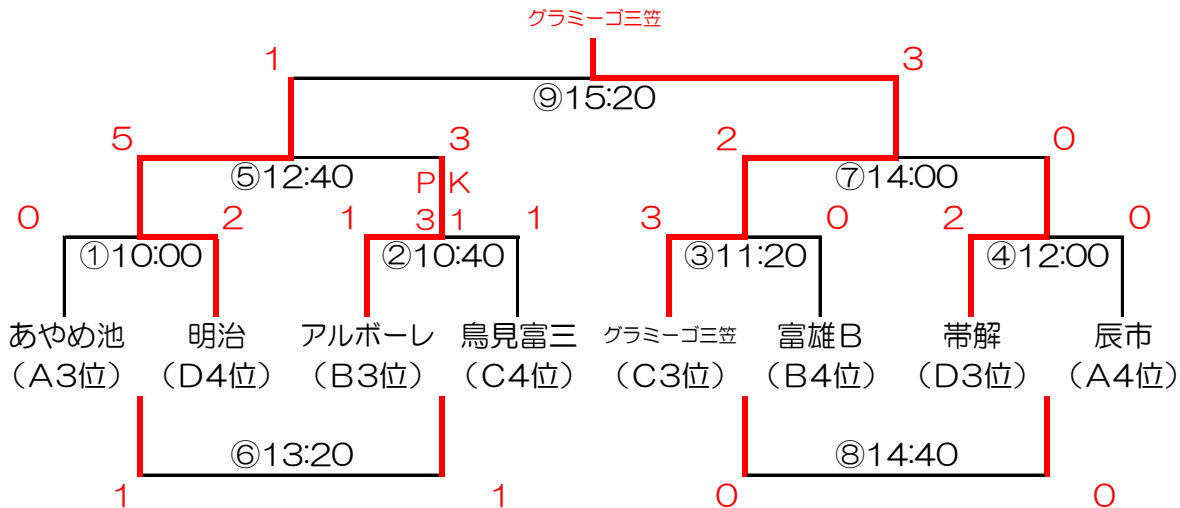 グラミーゴ三笠
1 3
⑨15:20
5 3 2 0
⑤12:40 ⑦14:00
PK
0 2 1 3 1 1 3 0 2 0
①10:00 ②10:40 ③11:20 ④12:00
あやめ池 明治 アルボーレ 鳥見富三 グラミーゴ三笠 富雄B 帯解 辰市
(A3位) (D4位) (B3位) (C4位) (C3位) (B4位) (D3位) (A4位)
⑥13:20 ⑧14:40
1 1 0 0